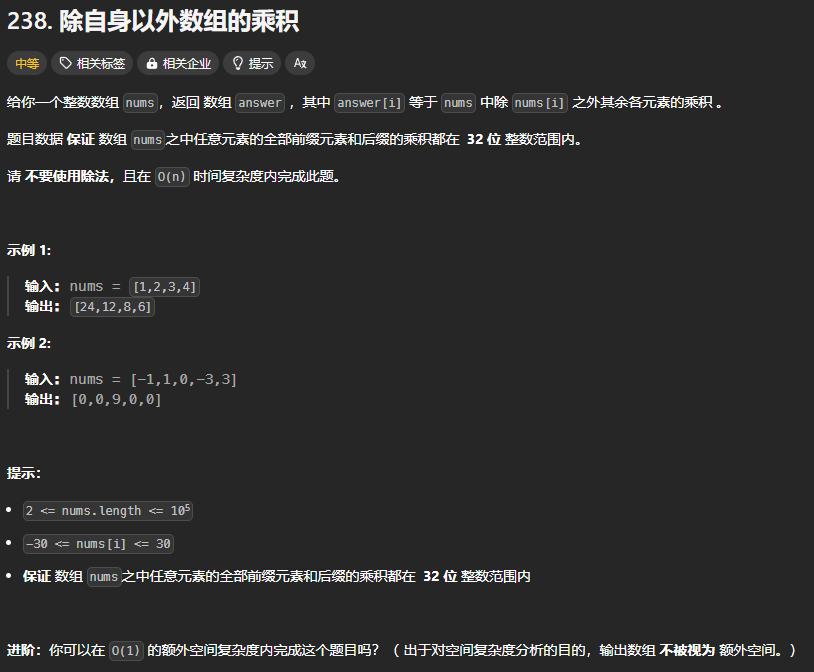 238. 除自身以外数组的乘积
中等 相关标签 相关企业 提示 Aあ
给你一个整数数组 nums，返回 数组 answer ，其中 answer[i] 等于 nums 中除 nums[i] 之外其余各元素的乘积 。
题目数据 保证 数组 nums之中任意元素的全部前缀元素和后缀的乘积都在 32 位 整数范围内。
请 不要使用除法，且在 O(n) 时间复杂度内完成此题。
示例 1:
输入: nums = [1,2,3,4]
输出: [24,12,8,6]
示例 2:
输入: nums = [-1,1,0,-3,3]
输出: [0,0,9,0,0]
提示：
• 2 <= nums.length <= 10⁵
• -30 <= nums[i] <= 30
• 保证 数组 nums之中任意元素的全部前缀元素和后缀的乘积都在 32 位 整数范围内
进阶：你可以在 O(1) 的额外空间复杂度内完成这个题目吗？（ 出于对空间复杂度分析的目的，输出数组 不被视为 额外空间。）